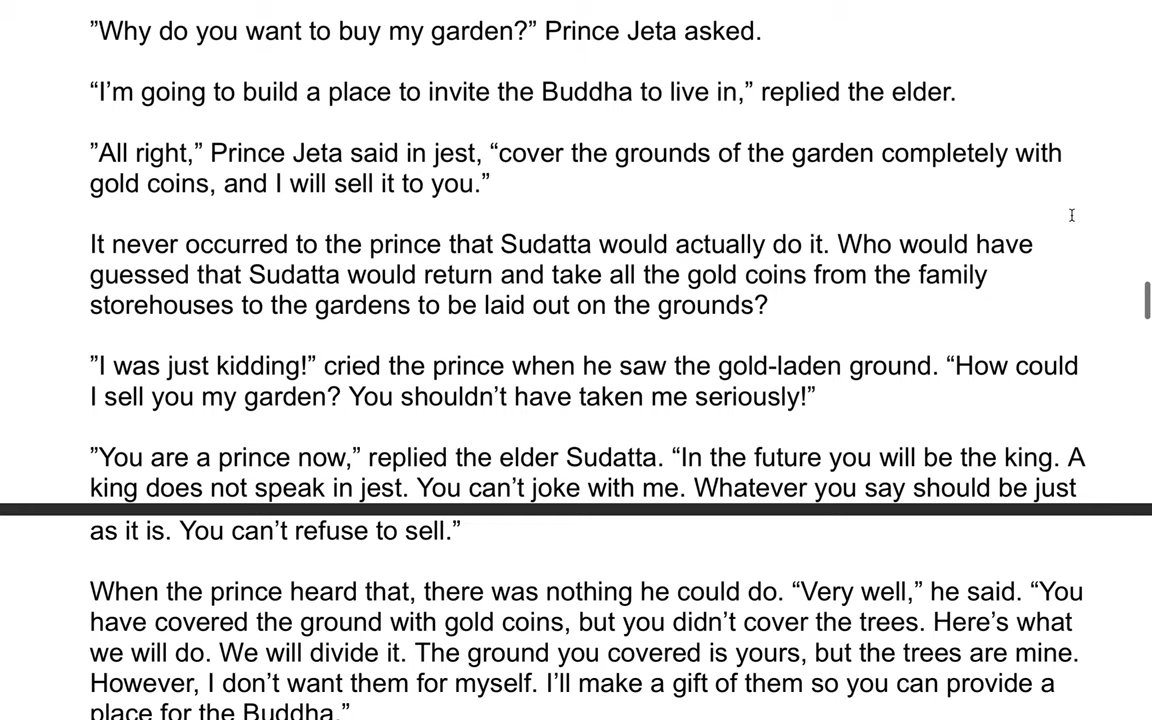 ”Why do you want to buy my garden?” Prince Jeta asked.
“I’m going to build a place to invite the Buddha to live in,” replied the elder.
”All right,” Prince Jeta said in jest, “cover the grounds of the garden completely with
gold coins, and I will sell it to you.”
It never occurred to the prince that Sudatta would actually do it. Who would have
guessed that Sudatta would return and take all the gold coins from the family
storehouses to the gardens to be laid out on the grounds?
”I was just kidding!” cried the prince when he saw the gold-laden ground. “How could
I sell you my garden? You shouldn’t have taken me seriously!”
”You are a prince now,” replied the elder Sudatta. “In the future you will be the king. A
king does not speak in jest. You can’t joke with me. Whatever you say should be just
as it is. You can’t refuse to sell.”
When the prince heard that, there was nothing he could do. “Very well,” he said. “You
have covered the ground with gold coins, but you didn’t cover the trees. Here’s what
we will do. We will divide it. The ground you covered is yours, but the trees are mine.
However, I don’t want them for myself. I’ll make a gift of them so you can provide a
place for the Buddha.”